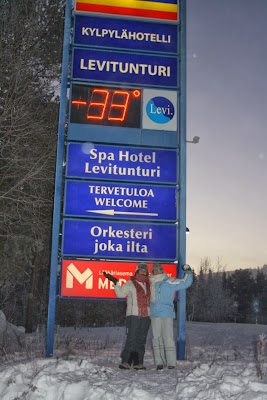 KYLPYLÄHOTELLI
LEVITUNTURI
-33°
Levi.
Spa Hotel
Levitunturi
TERVETULOA
WELCOME
Orkesteri
joka ilta
M